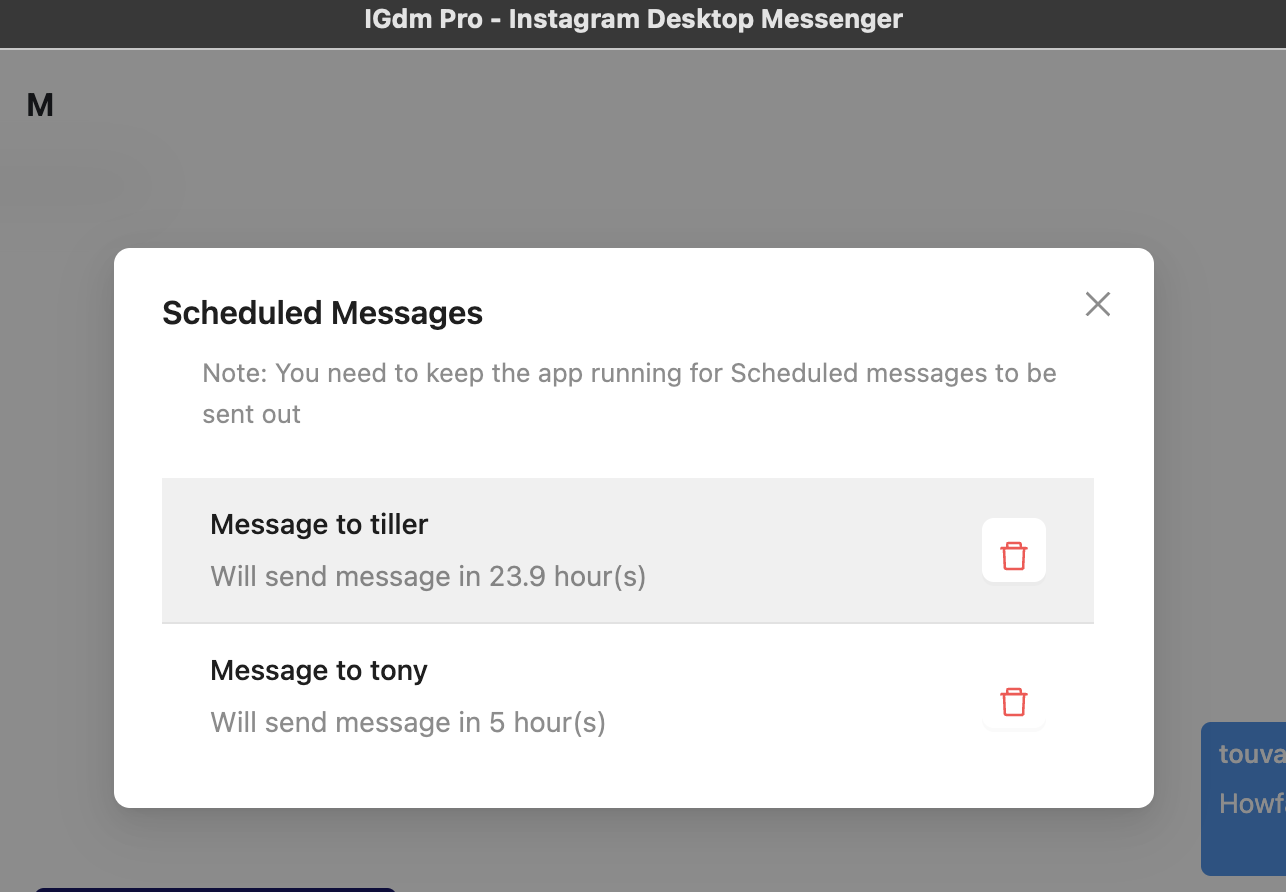 IGdm Pro - Instagram Desktop Messenger
M
Scheduled Messages
Note: You need to keep the app running for Scheduled messages to be
sent out
Message to tiller
Will send message in 23.9 hour(s)
Message to tony
Will send message in 5 hour(s)
touva
Howf